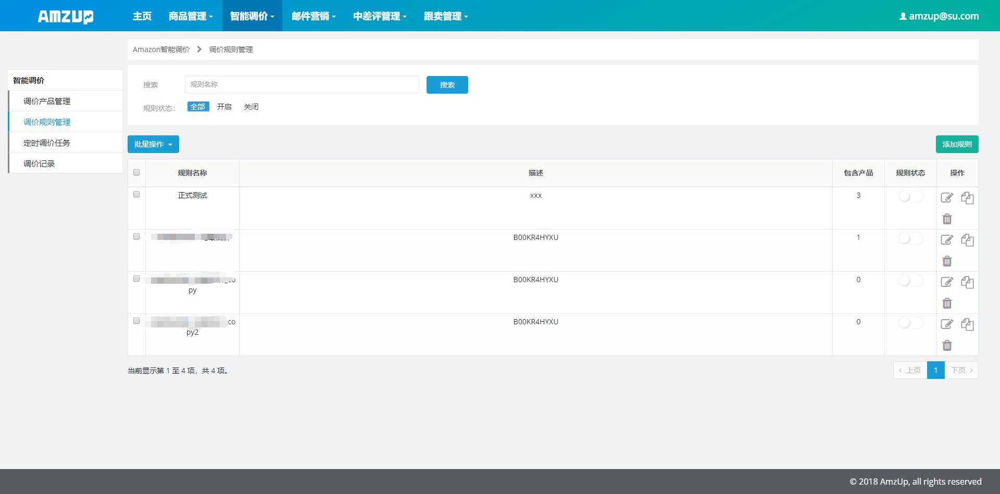 AMZUP
主页 商品管理 智能调价 邮件营销 中差评管理 跟卖管理 amzup@su.com
Amazon智能调价 调价规则管理
智能调价
调价产品管理
调价规则管理
定时调价任务
调价记录
搜索 规则名称 搜索
规则状态： 全部 开启 关闭
批量操作 添加规则
规则名称 描述 包含产品 规则状态 操作
正式测试 xxx 3
B00KR4HYXU 1
_co B00KR4HYXU 0
py
co B00KR4HYXU 0
py2
当前显示第 1 至 4 项，共 4 项。
上页 1 下页
© 2018 AmzUp, all rights reserved